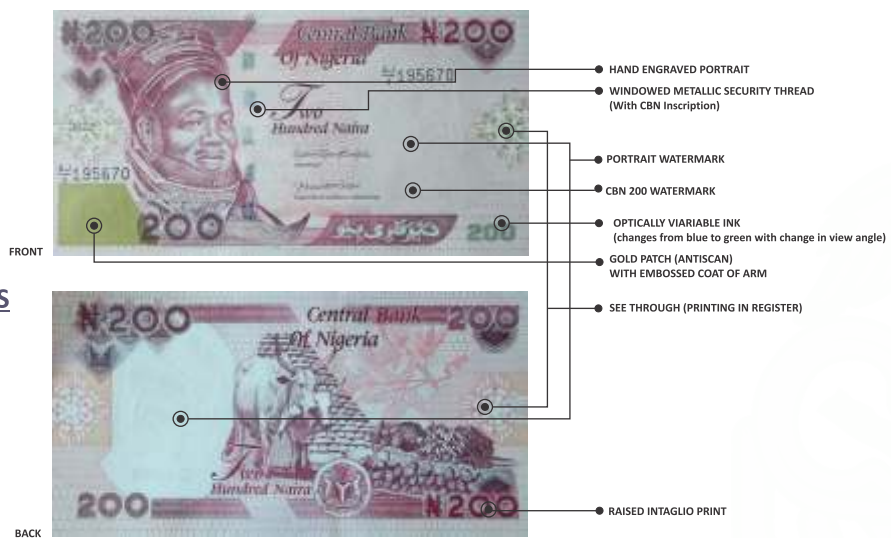 ₦200
Central Bank ₦200
Of Nigeria
195670
Two
Hundred Naira
195670
200
200
FRONT
HAND ENGRAVED PORTRAIT
WINDOWED METALLIC SECURITY THREAD
(With CBN Inscription)
PORTRAIT WATERMARK
CBN 200 WATERMARK
OPTICALLY VIARIABLE INK
(changes from blue to green with change in view angle)
GOLD PATCH (ANTISCAN)
WITH EMBOSSED COAT OF ARM
SEE THROUGH (PRINTING IN REGISTER)
S
₦200
Central Bank 200
Of Nigeria
Two
Hundred Naira
200
₦200
RAISED INTAGLIO PRINT
BACK